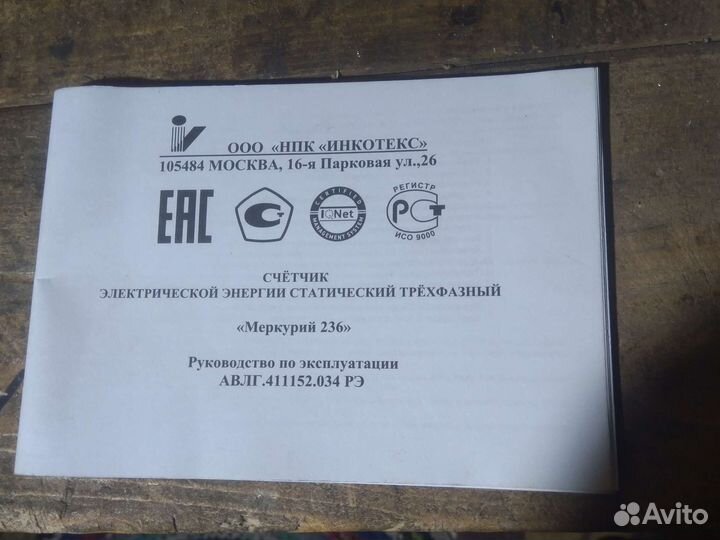 ООО «НПК «ИНКОТЕКС»
105484 МОСКВА, 16-я Парковая ул.,26
ЕАС
С
CERTIFIED
IQNet
MANAGEMENT SYSTEM
РЕГИСТР
РСТ
ИСО 9000
СЧЁТЧИК
ЭЛЕКТРИЧЕСКОЙ ЭНЕРГИИ СТАТИЧЕСКИЙ ТРЁХФАЗНЫЙ
«Меркурий 236»
Руководство по эксплуатации
АВЛГ.411152.034 РЭ
Avito